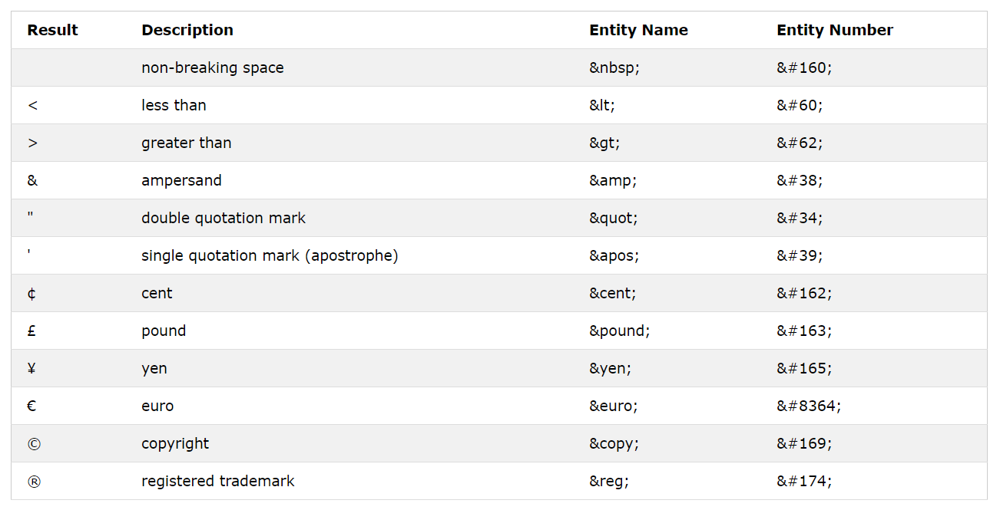 Result Description Entity Name Entity Number
non-breaking space &nbsp; &#160;
< less than &lt; &#60;
> greater than &gt; &#62;
& ampersand &amp; &#38;
" double quotation mark &quot; &#34;
' single quotation mark (apostrophe) &apos; &#39;
¢ cent &cent; &#162;
£ pound &pound; &#163;
¥ yen &yen; &#165;
€ euro &euro; &#8364;
© copyright &copy; &#169;
® registered trademark &reg; &#174;